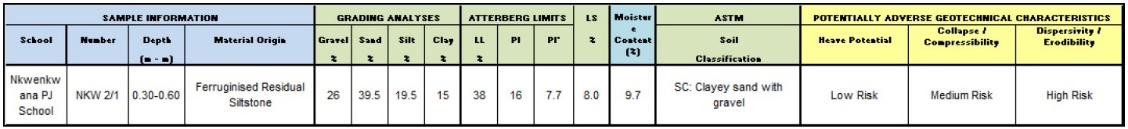 SAMPLE INFORMATION GRADING ANALYSES ATTERBERG LIMITS LS Moistur e Content (%) ASTM POTENTIALLY ADVERSE GEOTECHNICAL CHARACTERISTICS
School Number Depth Material Origin Gravel Sand Silt Clay LL PI PI* % Soil Heave Potential Collapse / Compressibility Dispersivity / Erodibility
(m - m) % % % % % Classification
Nkwenkw ana PJ School NKW 2/1 0.30-0.60 Ferruginised Residual Siltstone 26 39.5 19.5 15 38 16 7.7 8.0 9.7 SC: Clayey sand with gravel Low Risk Medium Risk High Risk